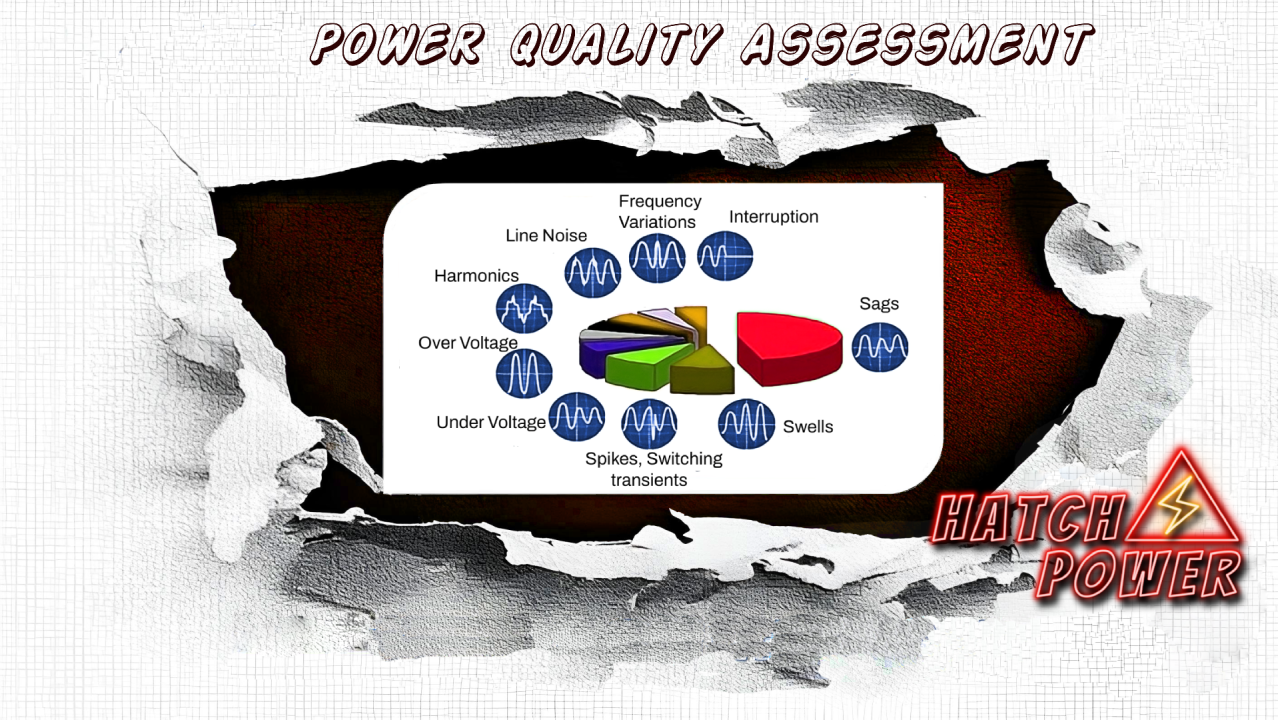 POWER QUALITY ASSESSMENT
Frequency
Variations
Interruption
Line Noise
Harmonics
Sags
Over Voltage
Under Voltage
Swells
Spikes, Switching
transients
HATCH
POWER